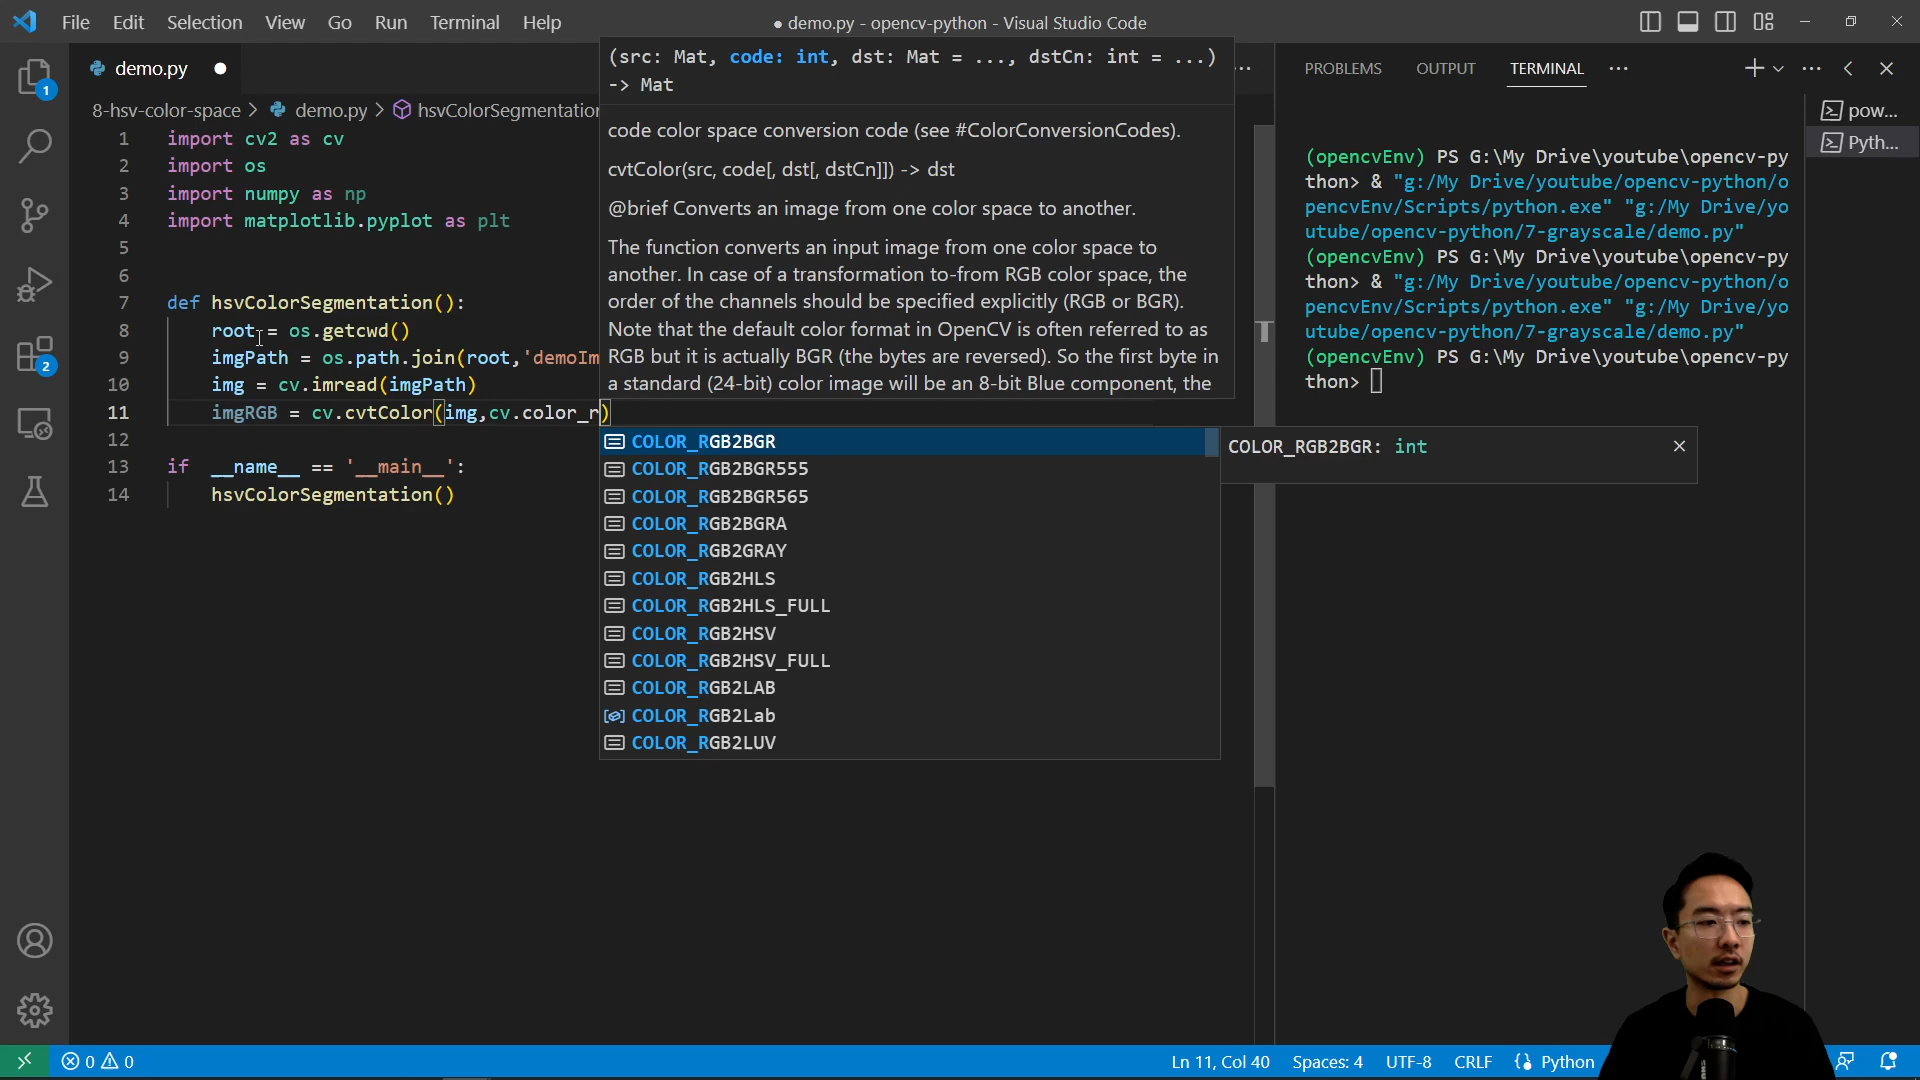 File Edit Selection View Go Run Terminal Help
● demo.py - opencv-python - Visual Studio Code
demo.py
8-hsv-color-space > demo.py > hsvColorSegmentation
1 import cv2 as cv
2 import os
3 import numpy as np
4 import matplotlib.pyplot as plt
5
6
7 def hsvColorSegmentation():
8 root = os.getcwd()
9 imgPath = os.path.join(root,'demoIm
10 img = cv.imread(imgPath)
11 imgRGB = cv.cvtColor(img,cv.color_r)
12
13 if __name__ == '__main__':
14 hsvColorSegmentation()
(src: Mat, code: int, dst: Mat = ..., dstCn: int = ...)
-> Mat
code color space conversion code (see #ColorConversionCodes).
cvtColor(src, code[, dst[, dstCn]]) -> dst
@brief Converts an image from one color space to another.
The function converts an input image from one color space to
another. In case of a transformation to-from RGB color space, the
order of the channels should be specified explicitly (RGB or BGR).
Note that the default color format in OpenCV is often referred to as
RGB but it is actually BGR (the bytes are reversed). So the first byte in
a standard (24-bit) color image will be an 8-bit Blue component, the
COLOR_RGB2BGR
COLOR_RGB2BGR555
COLOR_RGB2BGR565
COLOR_RGB2BGRA
COLOR_RGB2GRAY
COLOR_RGB2HLS
COLOR_RGB2HLS_FULL
COLOR_RGB2HSV
COLOR_RGB2HSV_FULL
COLOR_RGB2LAB
COLOR_RGB2Lab
COLOR_RGB2LUV
COLOR_RGB2BGR: int
PROBLEMS OUTPUT TERMINAL
(opencvEnv) PS G:\My Drive\youtube\opencv-py
thon> & "g:/My Drive/youtube/opencv-python/o
pencvEnv/Scripts/python.exe" "g:/My Drive/yo
utube/opencv-python/7-grayscale/demo.py"
(opencvEnv) PS G:\My Drive\youtube\opencv-py
thon> & "g:/My Drive/youtube/opencv-python/o
pencvEnv/Scripts/python.exe" "g:/My Drive/yo
utube/opencv-python/7-grayscale/demo.py"
(opencvEnv) PS G:\My Drive\youtube\opencv-py
thon>
pow...
Pyth...
1
2
0 0
Ln 11, Col 40 Spaces: 4 UTF-8 CRLF Python